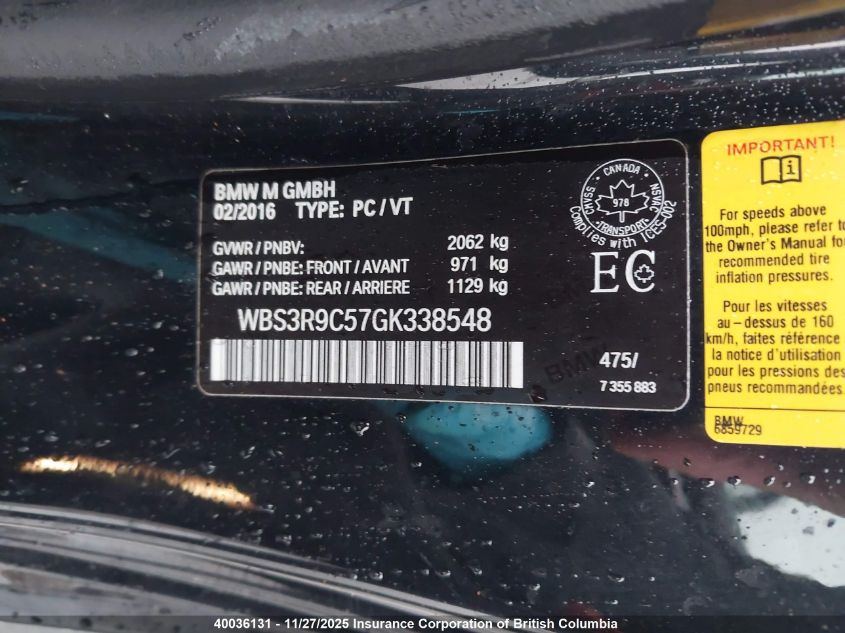 BMW M GMBH
02/2016 TYPE: PC / VT
GVWR / PNBV: 2062 kg
GAWR / PNBE: FRONT / AVANT 971 kg
GAWR / PNBE: REAR / ARRIERE 1129 kg
WBS3R9C57GK338548
475/
7 355 883
CANADA
CMVSS NSVAC
978
TRANSPORT
Complies with ICES-002
EC
IMPORTANT!
i
For speeds above
100mph, please refer to
the Owner's Manual for
recommended tire
inflation pressures.
Pour les vitesses
au-dessus de 160
km/h, faites référence
la notice d'utilisation
pour les pressions des
pneus recommandées
BMW
6859729
BMW
40036131 - 11/27/2025 Insurance Corporation of British Columbia